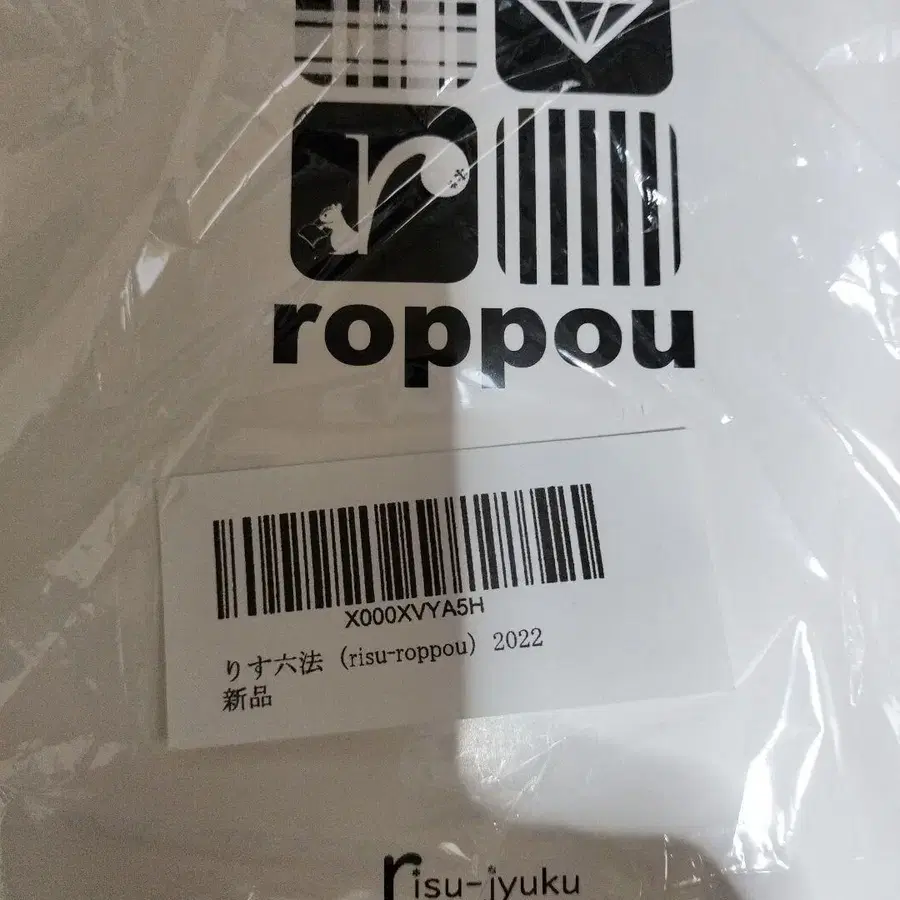 r
roppou
X000XVYA5H
りす六法（risu-roppou）2022
新品
risu-jyuku